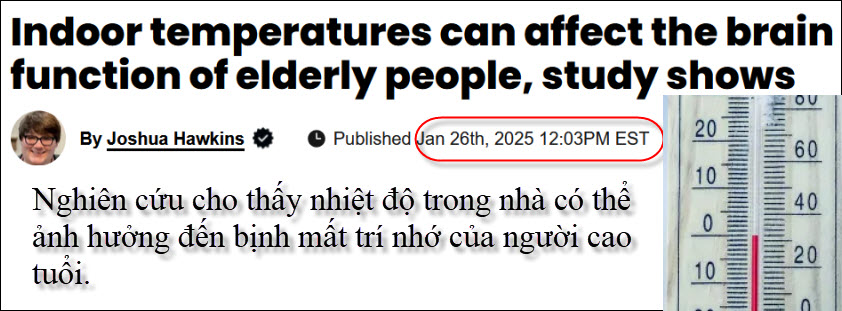 Indoor temperatures can affect the brain
function of elderly people, study shows
By Joshua Hawkins
Published Jan 26th, 2025 12:03PM EST
Nghiên cứu cho thấy nhiệt độ trong nhà có thể
ảnh hưởng đến bịnh mất trí nhớ của người cao
tuổi.
80
20
60
10
40
0
20
10
0